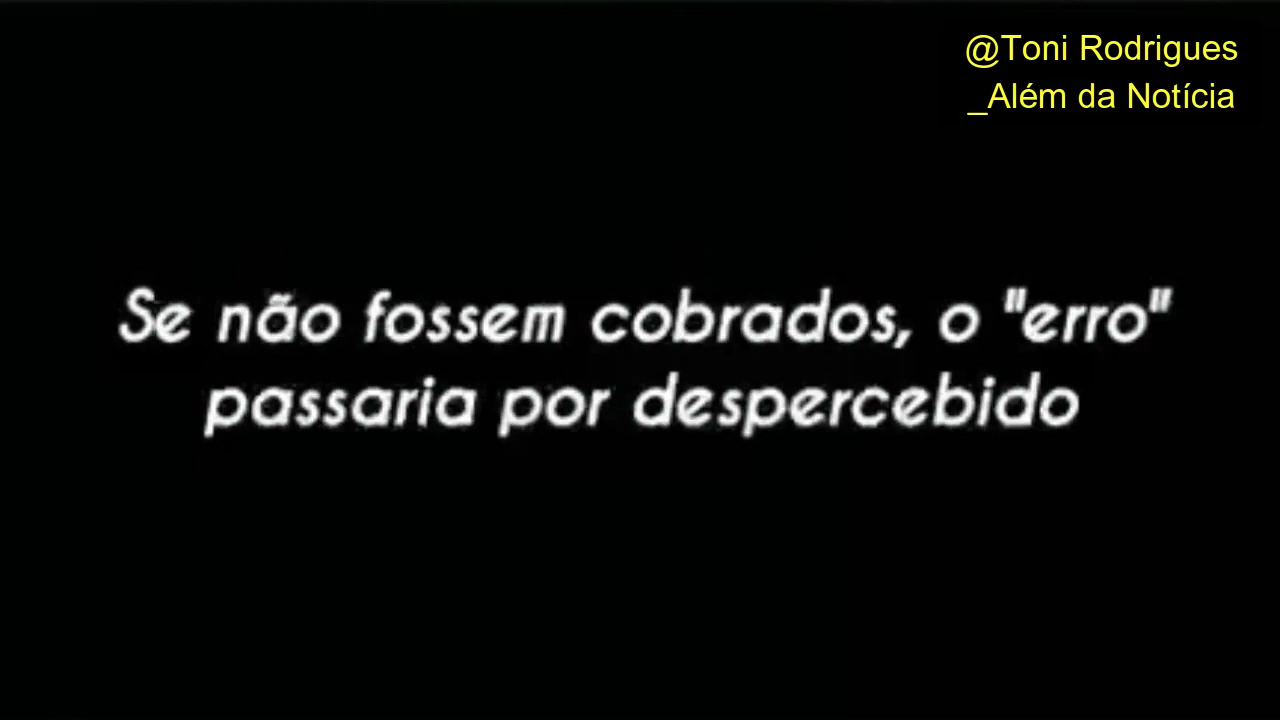 @Toni Rodrigues
_Além da Notícia
Se não fossem cobrados, o "erro"
passaria por despercebido